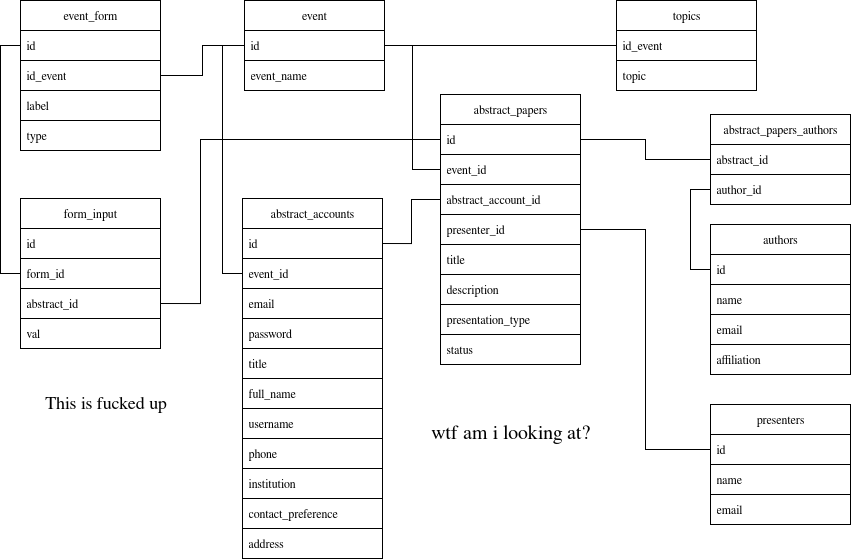 event_form
id
id_event
label
type
event
id
event_name
topics
id_event
topic
abstract_papers
id
event_id
abstract_account_id
presenter_id
title
description
presentation_type
status
abstract_papers_authors
abstract_id
author_id
form_input
id
form_id
abstract_id
val
abstract_accounts
id
event_id
email
password
title
full_name
username
phone
institution
contact_preference
address
authors
id
name
email
affiliation
This is fucked up
wtf am i looking at?
presenters
id
name
email